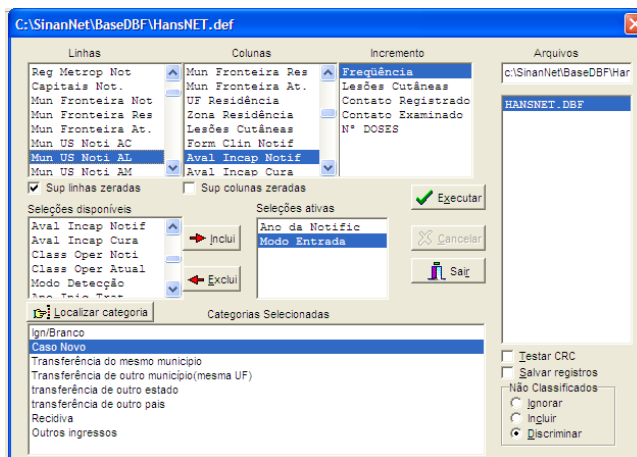 C:\SinanNet\BaseDBF\HansNET.def
Linhas
Colunas
Incremento
Arquivos
Reg Metrop Not
Capitais Not.
Mun Fronteira Not
Mun Fronteira Res
Mun Fronteira At.
Mun US Noti AC
Mun US Noti AL
Mun US Noti AM
Mun Fronteira Res
Mun Fronteira At.
UF Residência
Zona Residência
Lesões Cutâneas
Form Clin Notif
Aval Incap Notif
Aval Incap Cura
Freqüência
Lesões Cutâneas
Contato Registrado
Contato Examinado
N° DOSES
c:\SinanNet\BaseDBF\Har
HANSNET.DBF
Sup linhas zeradas
Sup colunas zeradas
Executar
Cancelar
Sair
Seleções disponíveis
Seleções ativas
Aval Incap Notif
Aval Incap Cura
Class Oper Noti
Class Oper Atual
Modo Detecção
Ano Inic Trat
Inclui
Exclui
Ano da Notific
Modo Entrada
Localizar categoria
Categorias Selecionadas
Ign/Branco
Caso Novo
Transferência do mesmo municipio
Transferência de outro município(mesma UF)
transferência de outro estado
transferência de outro pais
Recidiva
Outros ingressos
Testar CRC
Salvar registros
Não Classificados
Ignorar
Incluir
Discriminar